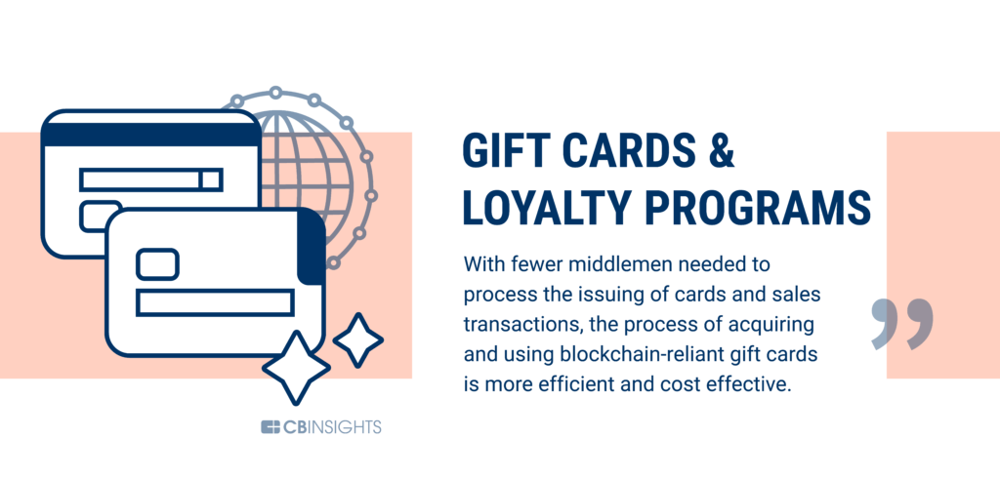 GIFT CARDS &
LOYALTY PROGRAMS
With fewer middlemen needed to
process the issuing of cards and sales
transactions, the process of acquiring
and using blockchain-reliant gift cards
is more efficient and cost effective.
”
CBINSIGHTS